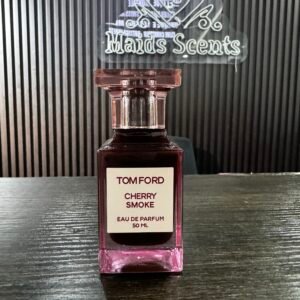 Maids Scents
TOM FORD
CHERRY
SMOKE
EAU DE PARFUM
50 ML